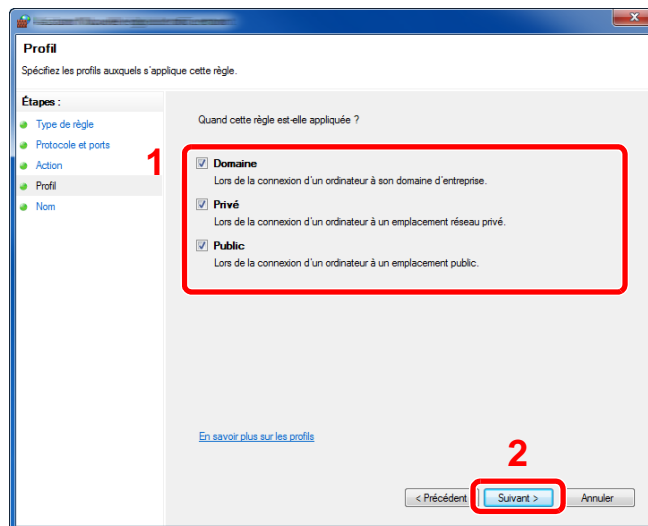 Profil
Spécifiez les profils auxquels s'applique cette règle.
Étapes :
Type de règle
Protocole et ports
Action
Profil
Nom
Quand cette règle est-elle appliquée ?
1
Domaine
Lors de la connexion d'un ordinateur à son domaine d'entreprise.
Privé
Lors de la connexion d'un ordinateur à un emplacement réseau privé.
Public
Lors de la connexion d'un ordinateur à un emplacement public.
En savoir plus sur les profils
2
< Précédent
Suivant >
Annuler